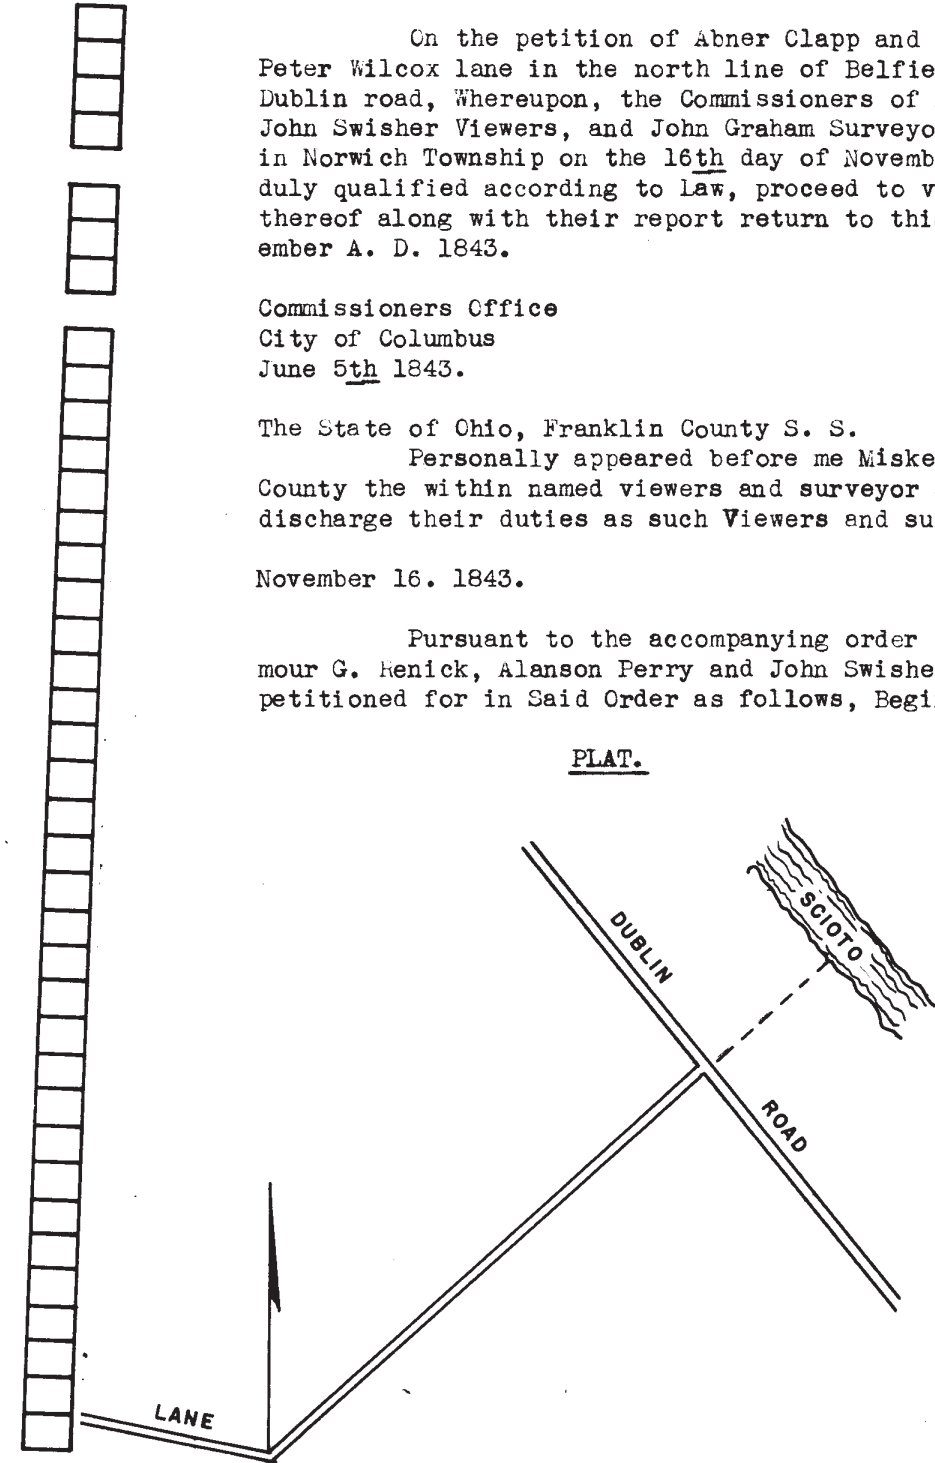 On the petition of Abner Clapp and
Peter Wilcox lane in the north line of Belfie
Dublin road, Whereupon, the Commissioners of
John Swisher Viewers, and John Graham Surveyo
in Norwich Township on the 16th day of Novemb
duly qualified according to Law, proceed to v
thereof along with their report return to thi
ember A. D. 1843.
Commissioners Office
City of Columbus
June 5th 1843.
The State of Ohio, Franklin County S. S.
Personally appeared before me Miske
County the within named viewers and surveyor
discharge their duties as such Viewers and su
November 16. 1843.
Pursuant to the accompanying order
mour G. Renick, Alanson Perry and John Swishe
petitioned for in Said Order as follows, Begi
PLAT.
SCIOTO
DUBLIN
ROAD
LANE